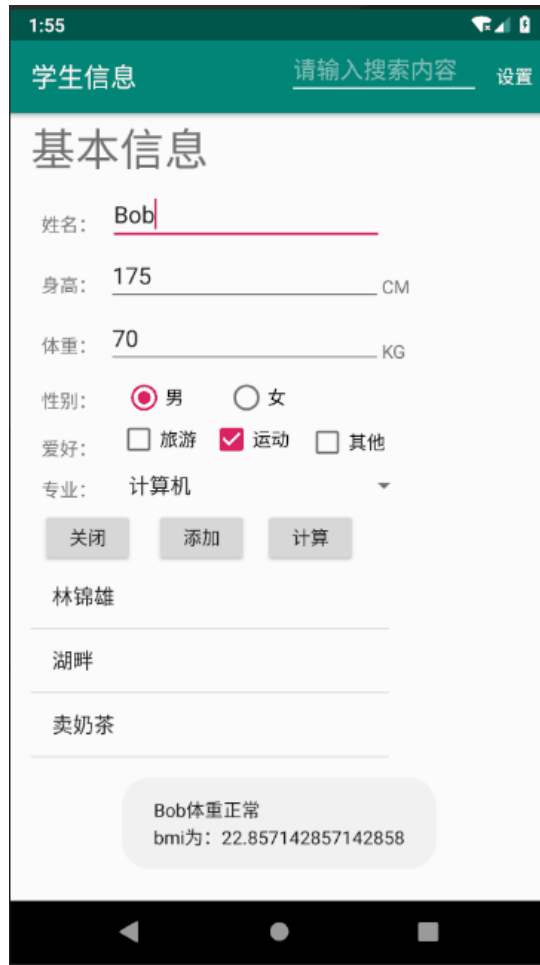 1:55
学生信息 请输入搜索内容 设置
基本信息
姓名： Bob
身高： 175 CM
体重： 70 KG
性别： 男 女
爱好： 旅游 运动 其他
专业： 计算机
关闭 添加 计算
林锦雄
湖畔
卖奶茶
Bob体重正常
bmi为：22.857142857142858